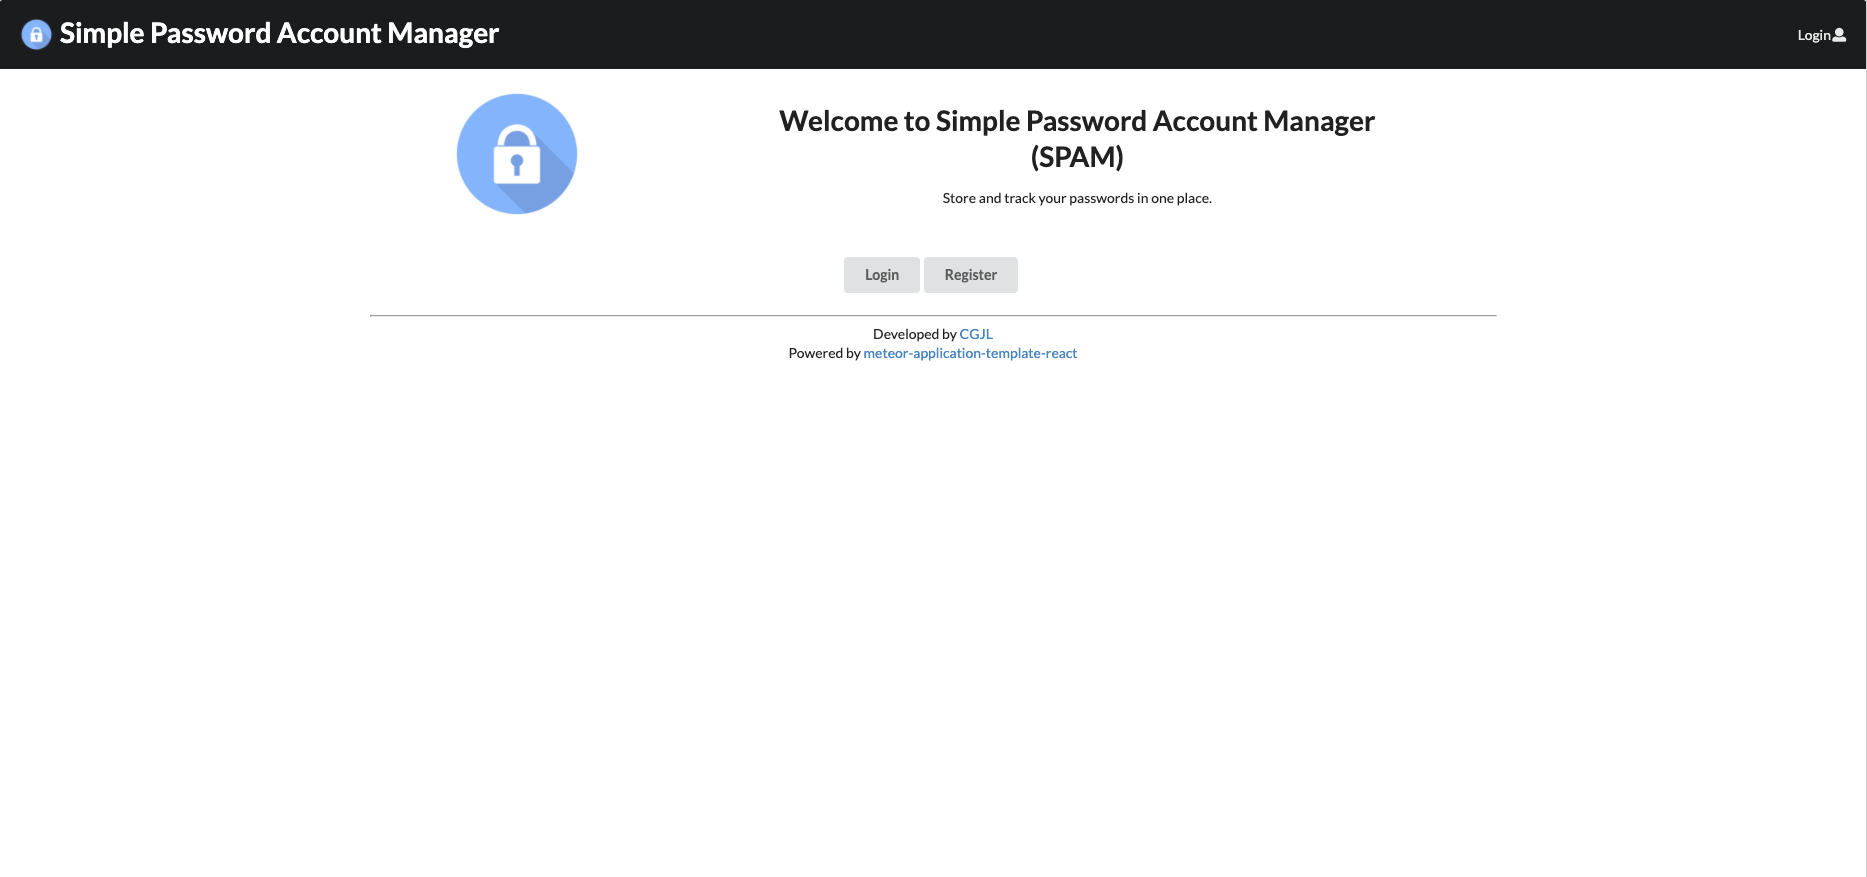 Simple Password Account Manager
Login
Welcome to Simple Password Account Manager
(SPAM)
Store and track your passwords in one place.
Login
Register
Developed by CGJL
Powered by meteor-application-template-react